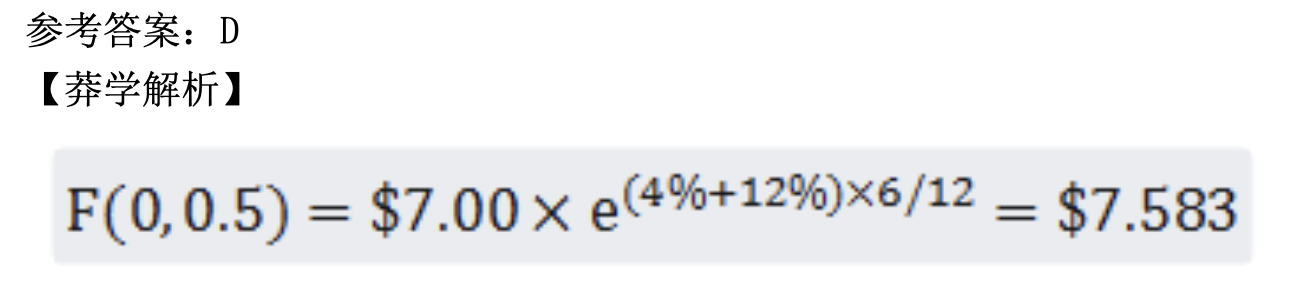 参考答案：D
【莽学解析】
F(0,0.5) = $7.00 × e^(4%+12%)×6/12 = $7.583